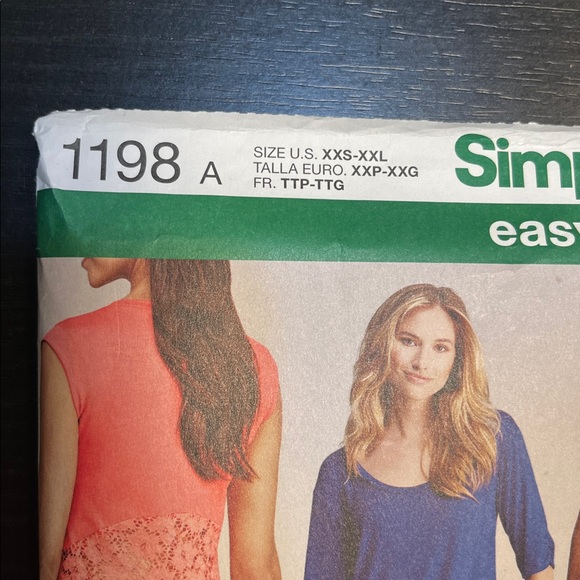 1198 A
SIZE U.S. XXS-XXL
TALLA EURO. XXP-XXG
FR. TTP-TTG
Simp
easy